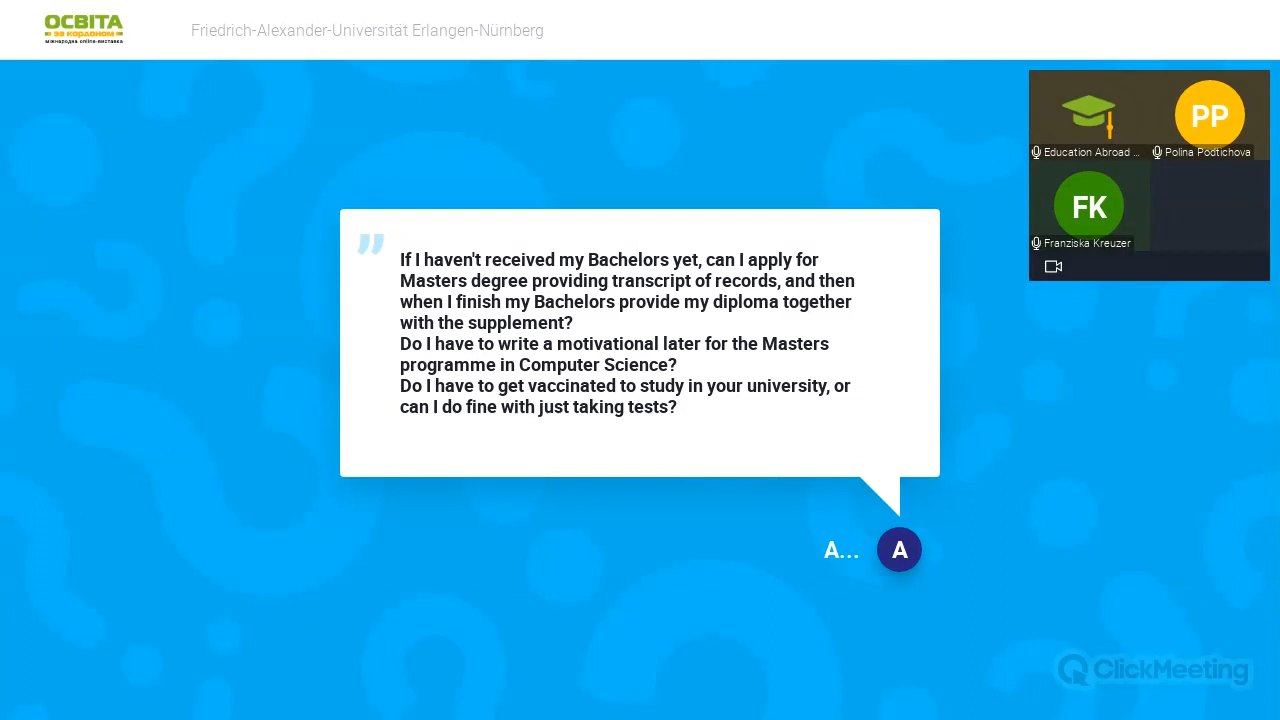 ОСВІТА
ЗА КОРДОНОМ
міжнародна online-виставка
Friedrich-Alexander-Universität Erlangen-Nürnberg
PP
Education Abroad ...
Polina Podtichova
FK
Franziska Kreuzer
”
If I haven't received my Bachelors yet, can I apply for
Masters degree providing transcript of records, and then
when I finish my Bachelors provide my diploma together
with the supplement?
Do I have to write a motivational later for the Masters
programme in Computer Science?
Do I have to get vaccinated to study in your university, or
can I do fine with just taking tests?
A...
A
ClickMeeting